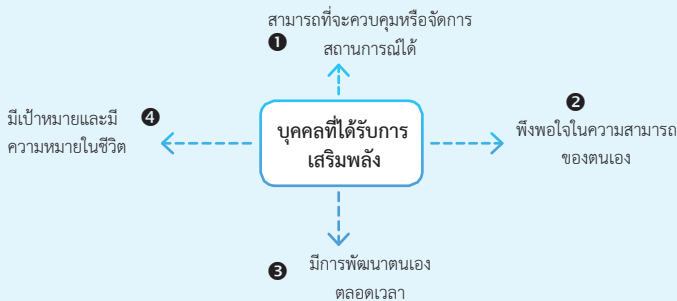 สามารถที่จะควบคุมหรือจัดการ
❶ สถานการณ์ได้
❷
พึงพอใจในความสามารถ
ของตนเอง
มีเป้าหมายและมี ❹
ความหมายในชีวิต
บุคคลที่ได้รับการ
เสริมพลัง
❸ มีการพัฒนาตนเอง
ตลอดเวลา